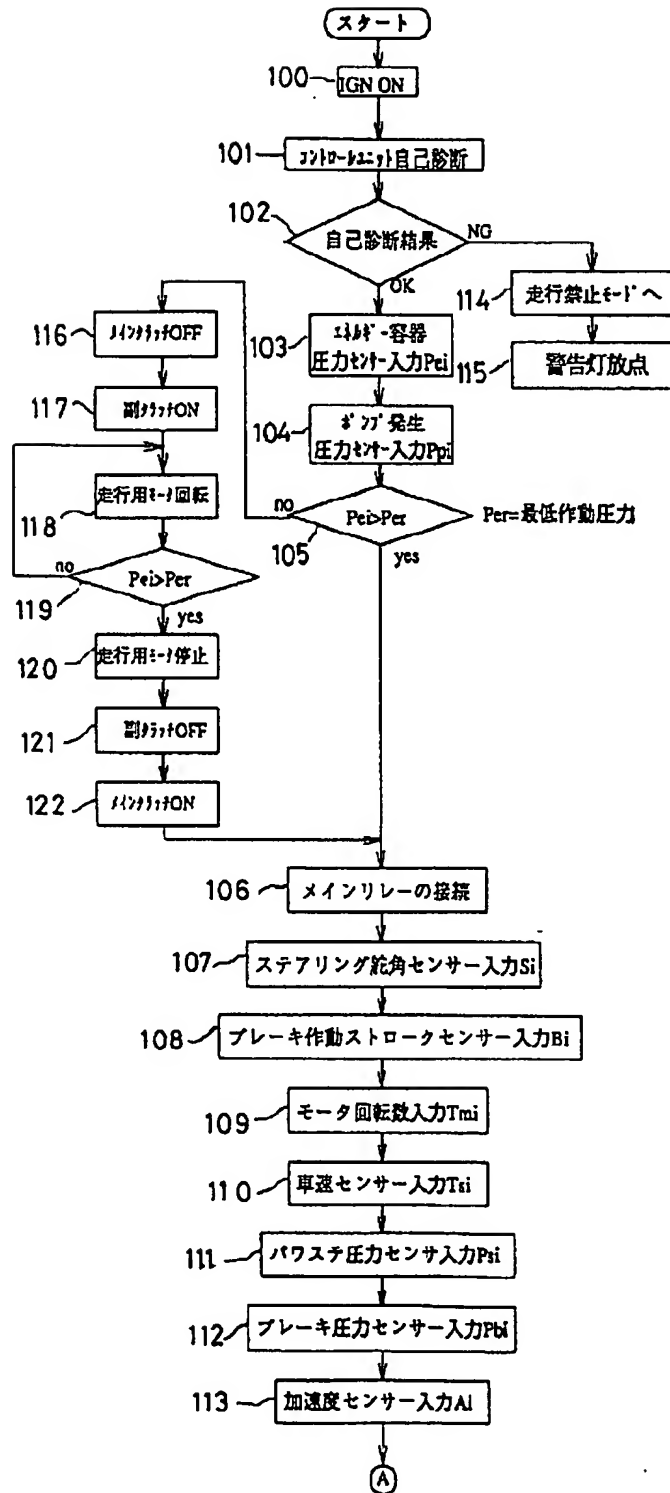 スタート
100
IGN ON
101
コントロールユニット自己診断
102
自己診断結果
NG
OK
114
走行禁止モードへ
115
警告灯放点
103
エネルギー容器
圧力センサー入力Pei
104
ポンプ発生
圧力センサー入力Ppi
105
Pei>Per
no
yes
Per=最低作動圧力
116
メインクラッチOFF
117
副クラッチON
118
走行用モータ回転
119
Pei>Per
no
yes
120
走行用モータ停止
121
副クラッチOFF
122
メインクラッチON
106
メインリレーの接続
107
ステアリング舵角センサー入力Si
108
ブレーキ作動ストロークセンサー入力Bi
109
モータ回転数入力Tmi
110
車速センサー入力Tsi
111
パワステ圧力センサ入力Psi
112
ブレーキ圧力センサー入力Pbi
113
加速度センサー入力Ai
A